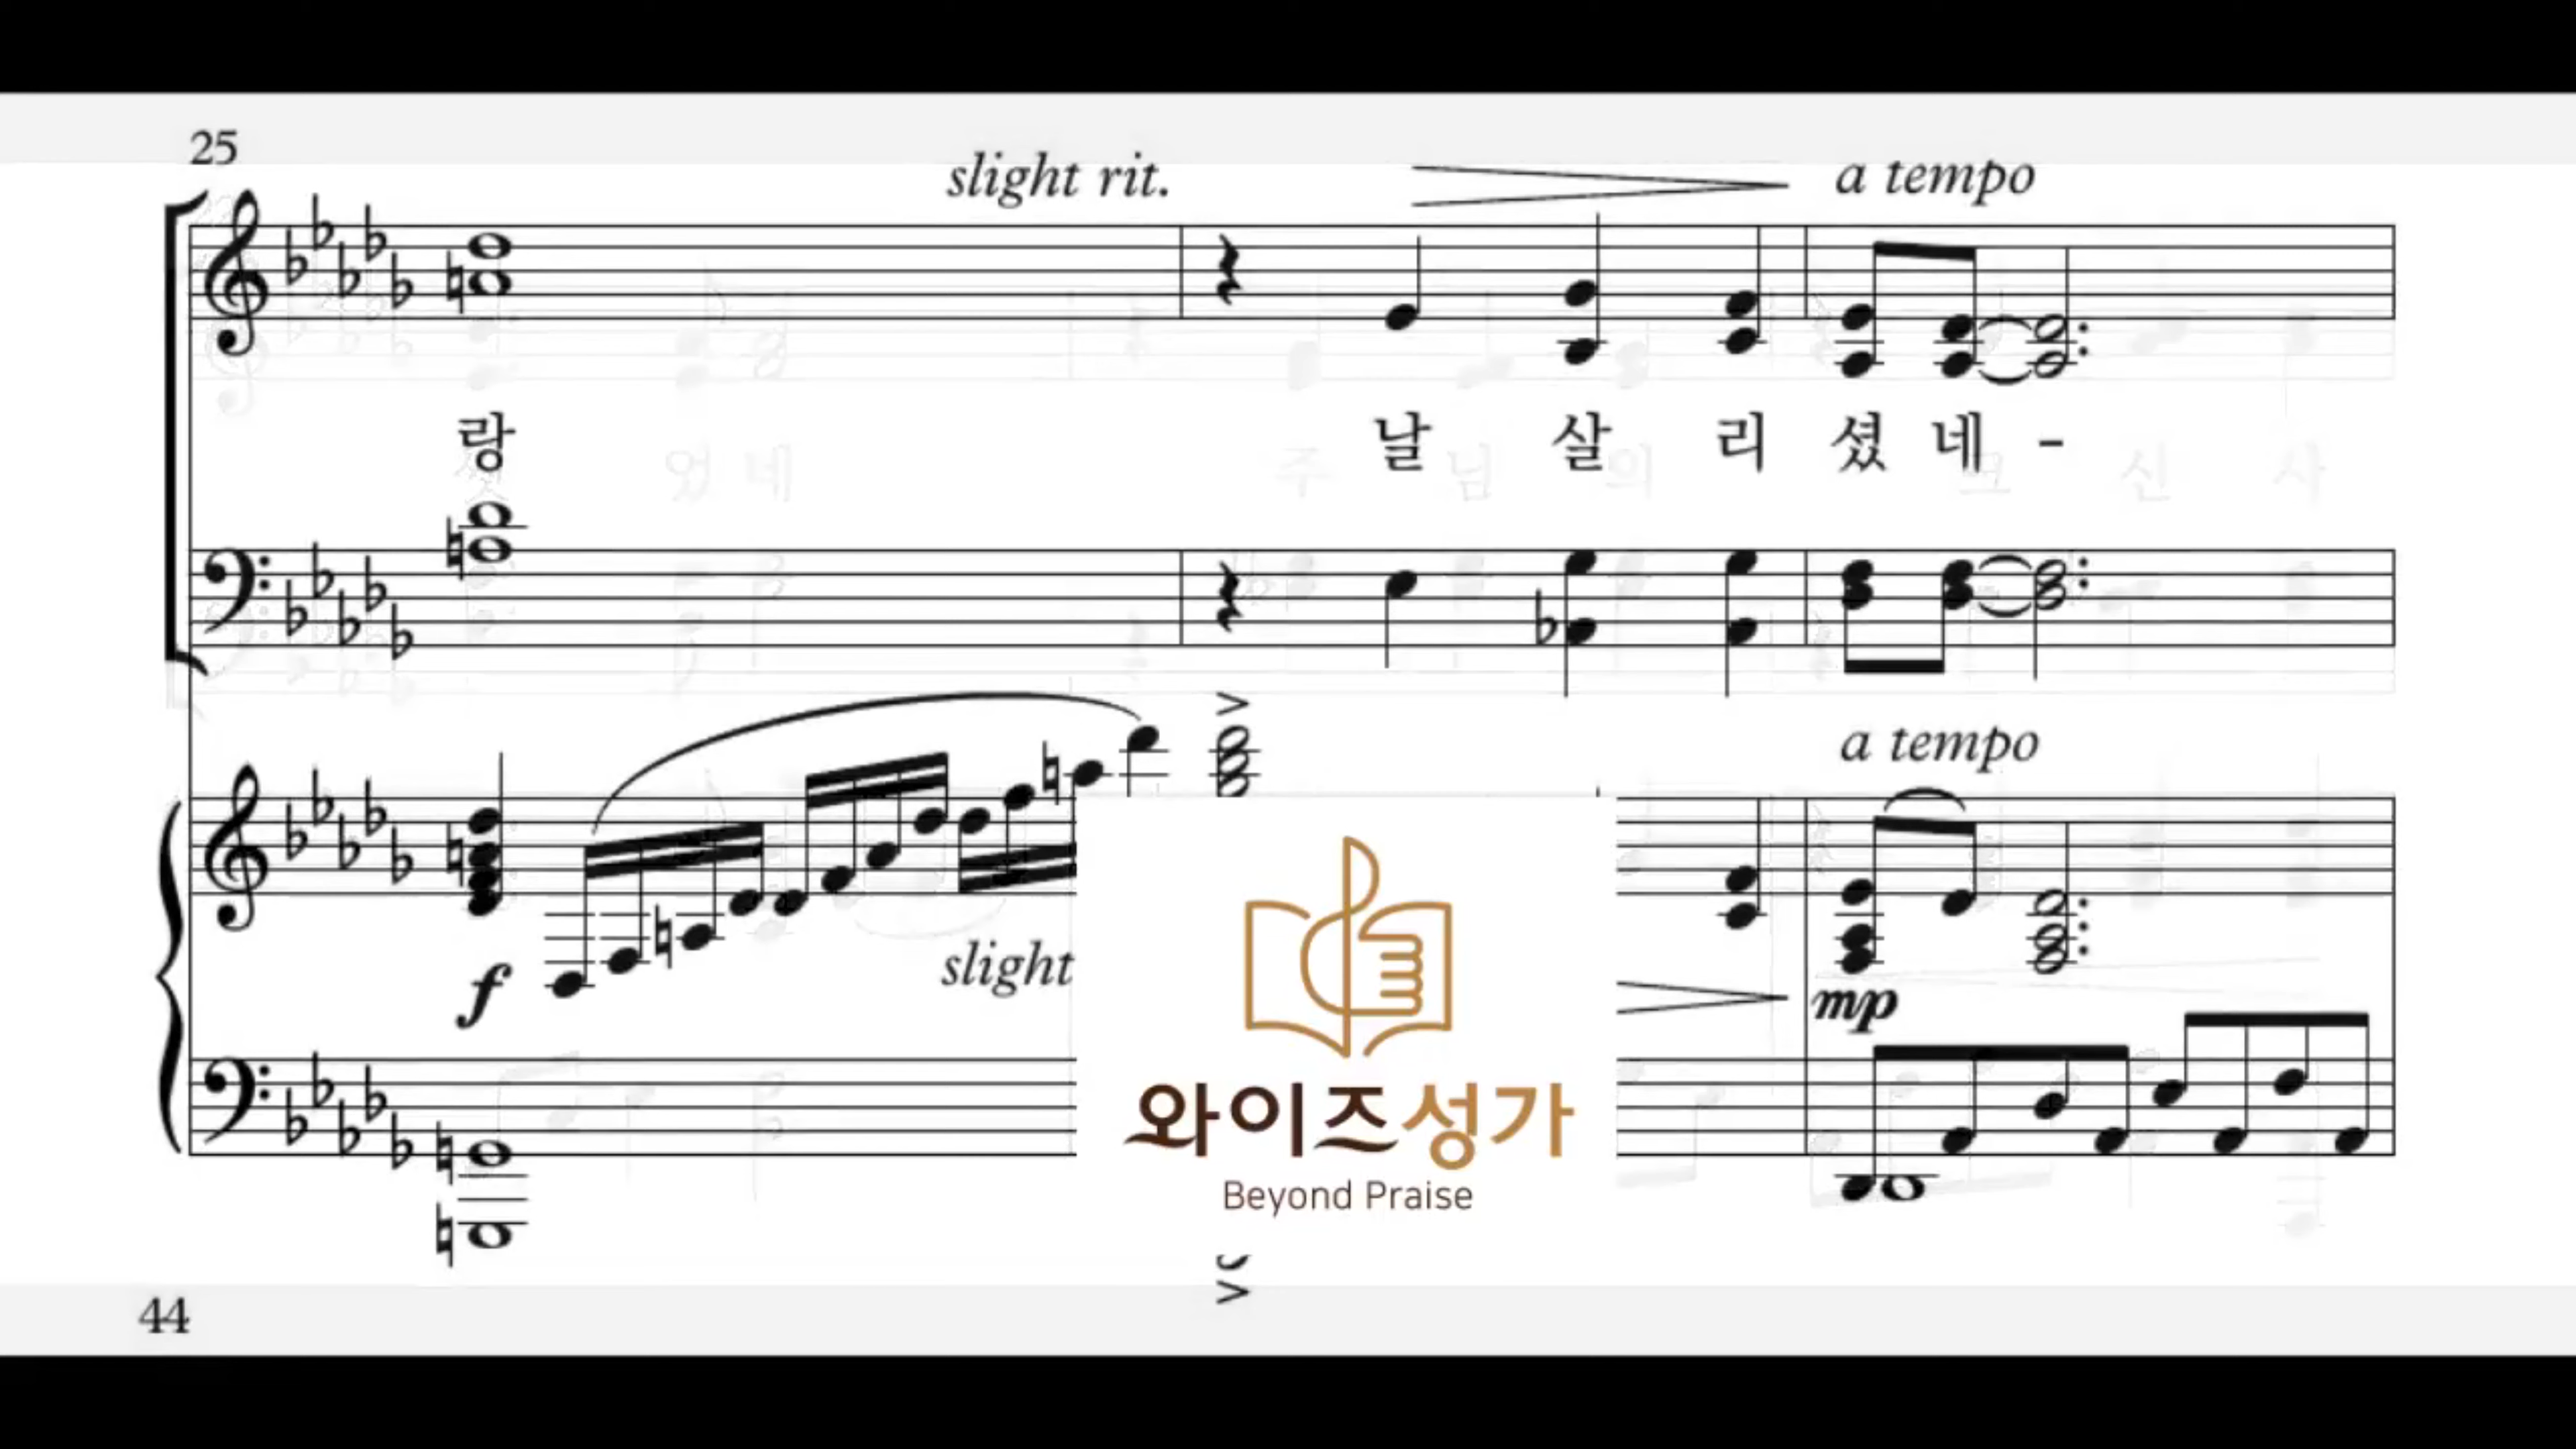 25
slight rit.
a tempo
랑 날 살 리 셨 네 -
a tempo
f
slight
mp
와이즈성가
Beyond Praise
44